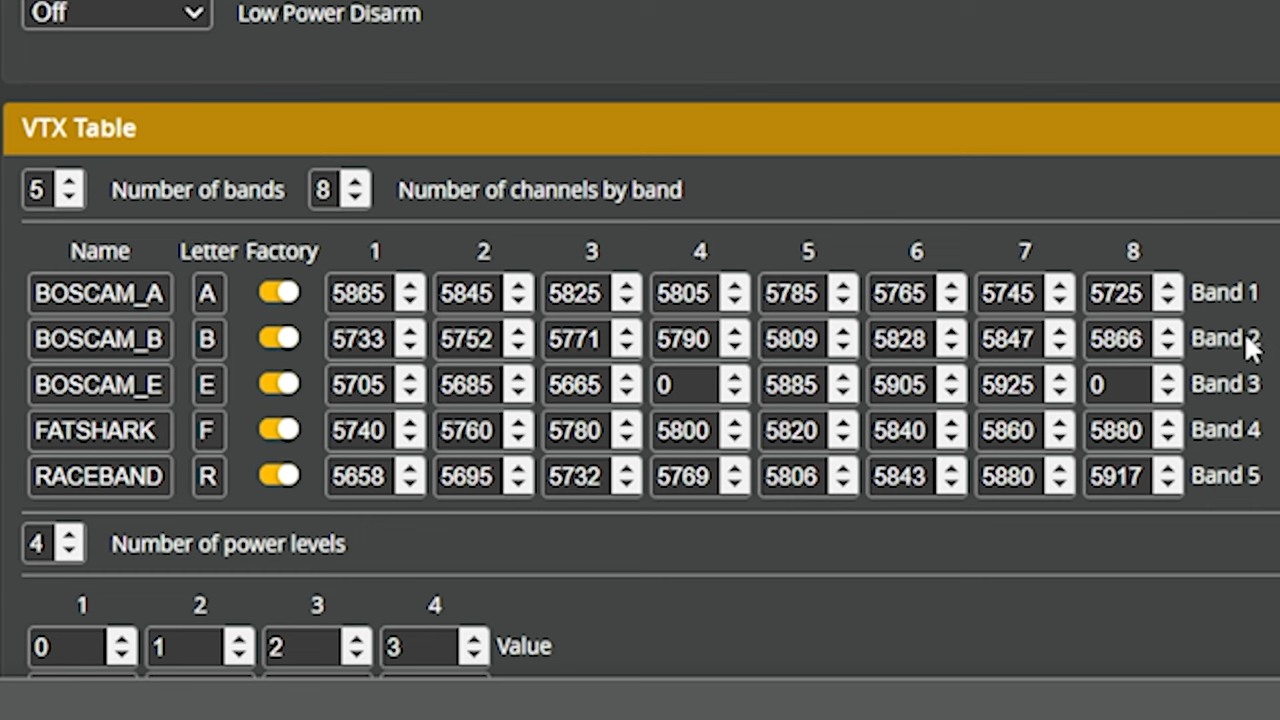 Off Low Power Disarm
VTX Table
5 Number of bands 8 Number of channels by band
Name Letter Factory 1 2 3 4 5 6 7 8
BOSCAM_A A 5865 5845 5825 5805 5785 5765 5745 5725 Band 1
BOSCAM_B B 5733 5752 5771 5790 5809 5828 5847 5866 Band 2
BOSCAM_E E 5705 5685 5665 0 5885 5905 5925 0 Band 3
FATSHARK F 5740 5760 5780 5800 5820 5840 5860 5880 Band 4
RACEBAND R 5658 5695 5732 5769 5806 5843 5880 5917 Band 5
4 Number of power levels
1 2 3 4
0 1 2 3 Value